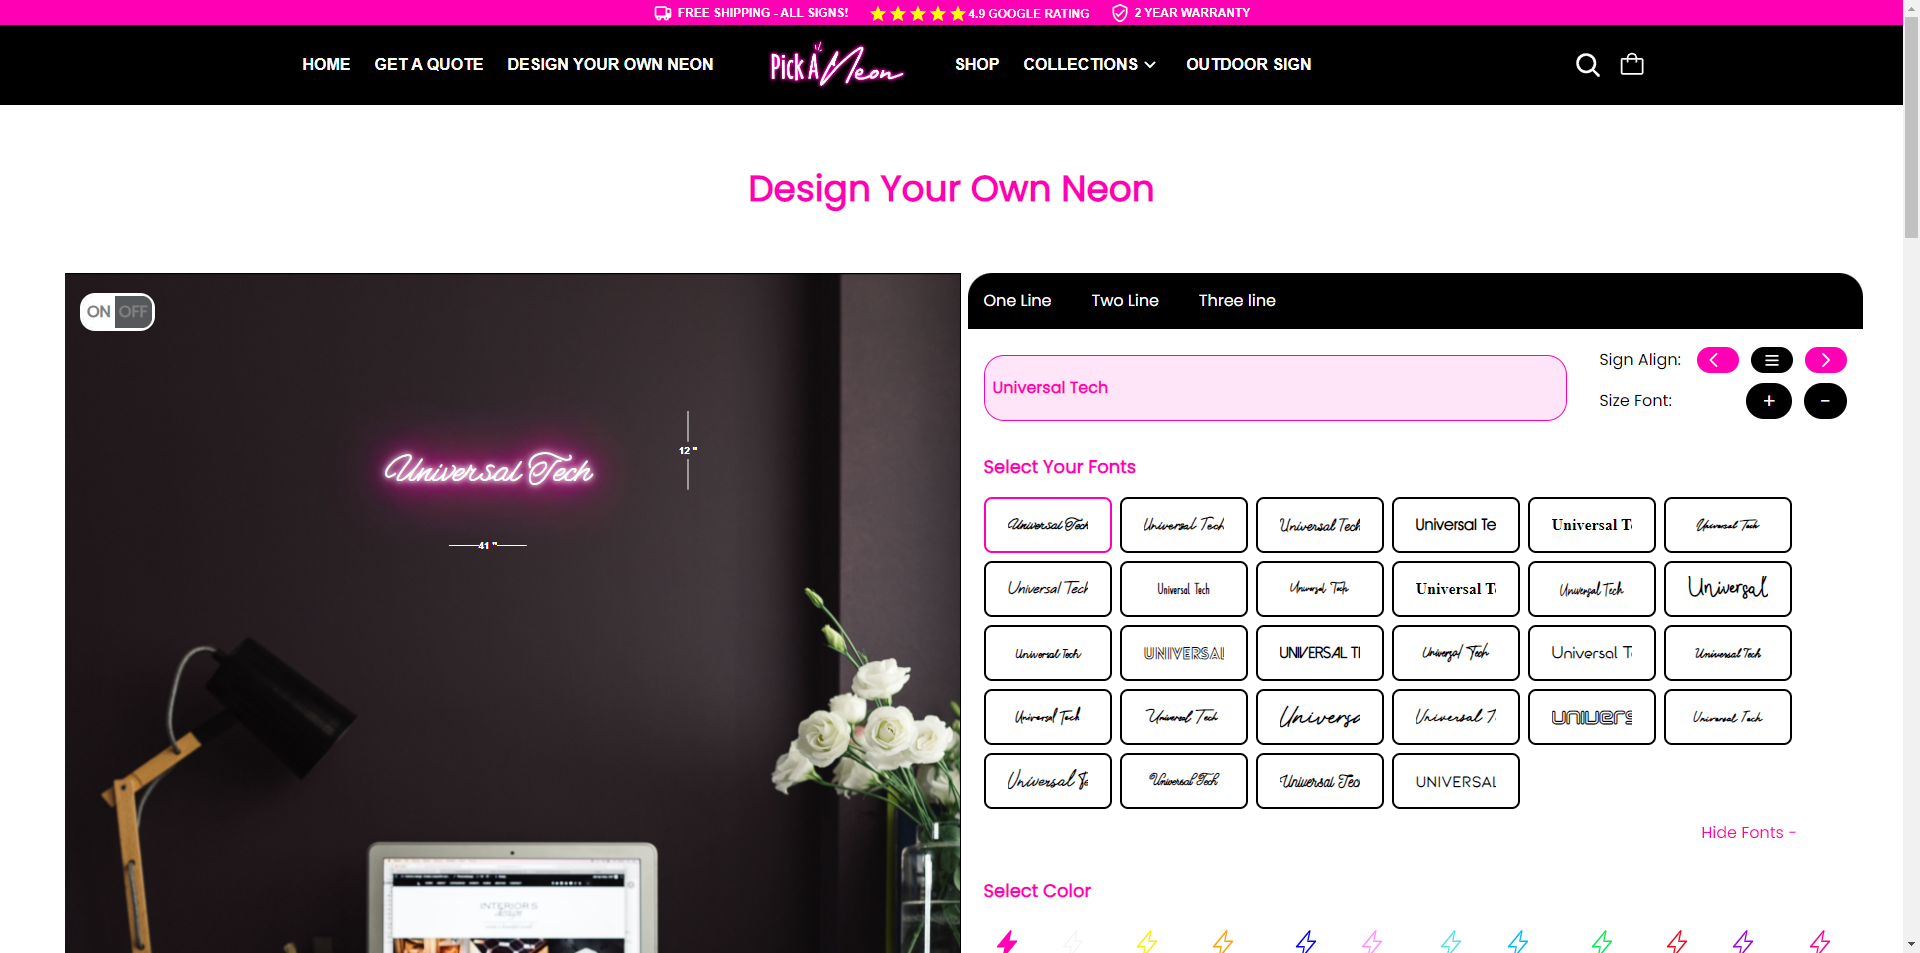 FREE SHIPPING - ALL SIGNS! 4.9 GOOGLE RATING 2 YEAR WARRANTY
HOME GET A QUOTE DESIGN YOUR OWN NEON Pick A Neon SHOP COLLECTIONS OUTDOOR SIGN
Design Your Own Neon
ON OFF
Universal Tech
12 "
41 "
INTERIORS
design
One Line Two Line Three line
Universal Tech
Sign Align:
Size Font: + -
Select Your Fonts
Universal Tech Universal Tech Universal Tech Universal Te Universal T Universal Tech
Universal Tech Universal Tech Universal Tech Universal T Universal Tech Universal
Universal Tech UNIVERSAL UNIVERSAL T Universal Tech Universal T Universal Tech
Universal Tech Universal Tech Universa Universal T UNIVERS Universal Tech
Universal Te Universal Tech Universal Tec UNIVERSAL
Hide Fonts -
Select Color